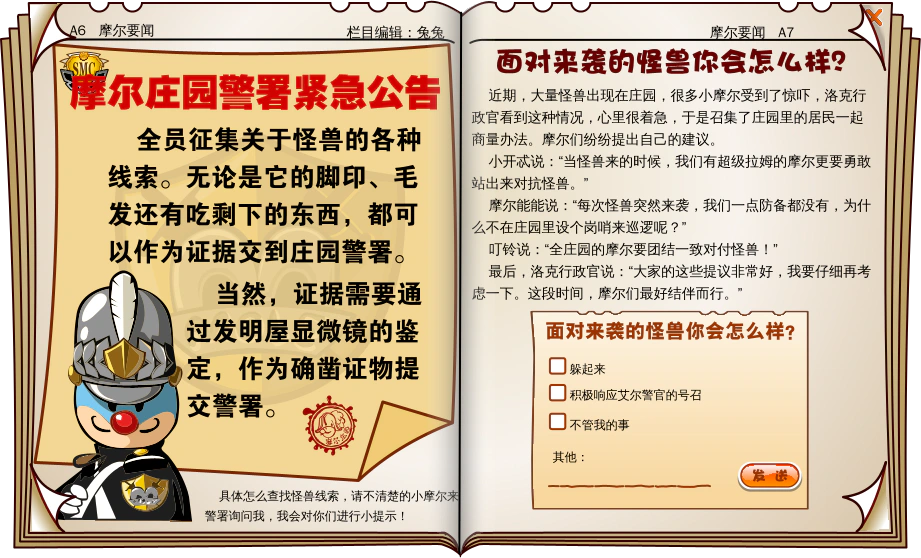 A6 摩尔要闻
栏目编辑：兔兔
SMC
摩尔庄园警署紧急公告
全员征集关于怪兽的各种
线索。无论是它的脚印、毛
发还有吃剩下的东西，都可
以作为证据交到庄园警署。
当然，证据需要通
过发明屋显微镜的鉴
定，作为确凿证物提
交警署。
具体怎么查找怪兽线索，请不清楚的小摩尔来
警署询问我，我会对你们进行小提示！
摩尔要闻 A7
面对来袭的怪兽你会怎么样？
近期，大量怪兽出现在庄园，很多小摩尔受到了惊吓，洛克行
政官看到这种情况，心里很着急，于是召集了庄园里的居民一起
商量办法。摩尔们纷纷提出自己的建议。
小开忒说：“当怪兽来的时候，我们有超级拉姆的摩尔更要勇敢
站出来对抗怪兽。”
摩尔能能说：“每次怪兽突然来袭，我们一点防备都没有，为什
么不在庄园里设个岗哨来巡逻呢？”
叮铃说：“全庄园的摩尔要团结一致对付怪兽！”
最后，洛克行政官说：“大家的这些提议非常好，我要仔细再考
虑一下。这段时间，摩尔们最好结伴而行。”
面对来袭的怪兽你会怎么样?
躲起来
积极响应艾尔警官的号召
不管我的事
其他：
发 送